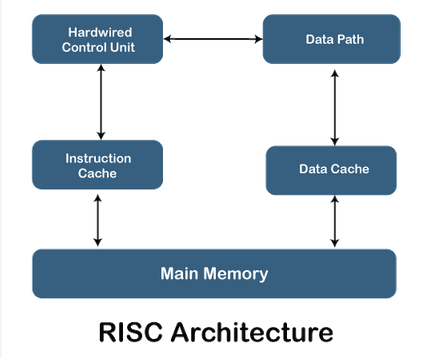 Hardwired
Control Unit
Data Path
Instruction
Cache
Data Cache
Main Memory
RISC Architecture